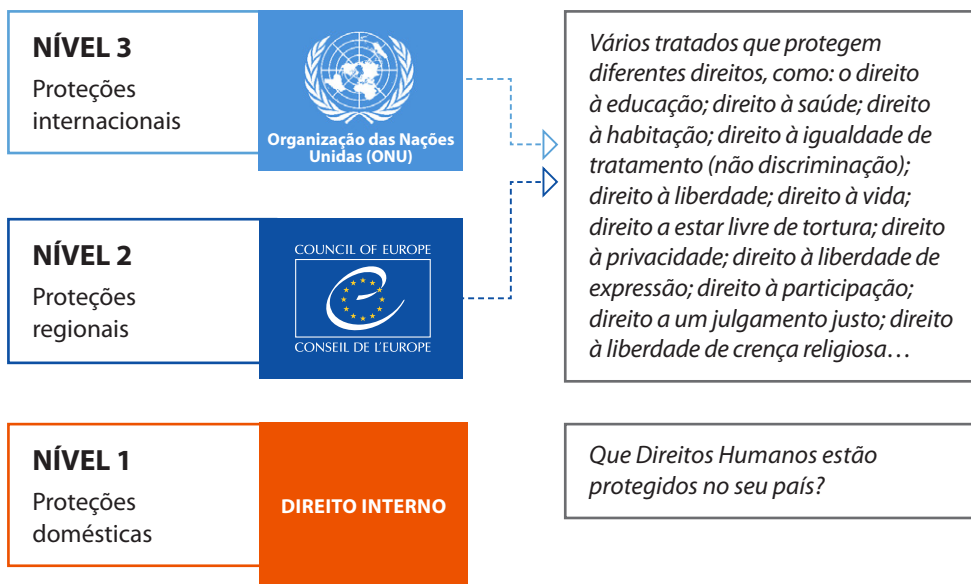 NÍVEL 3
Proteções
internacionais
Organização das Nações
Unidas (ONU)
Vários tratados que protegem
diferentes direitos, como: o direito
à educação; direito à saúde; direito
à habitação; direito à igualdade de
tratamento (não discriminação);
direito à liberdade; direito à vida;
direito a estar livre de tortura; direito
à privacidade; direito à liberdade de
expressão; direito à participação;
direito a um julgamento justo; direito
à liberdade de crença religiosa…
NÍVEL 2
Proteções
regionais
COUNCIL OF EUROPE
CONSEIL DE L'EUROPE
NÍVEL 1
Proteções
domésticas
DIREITO INTERNO
Que Direitos Humanos estão
protegidos no seu país?